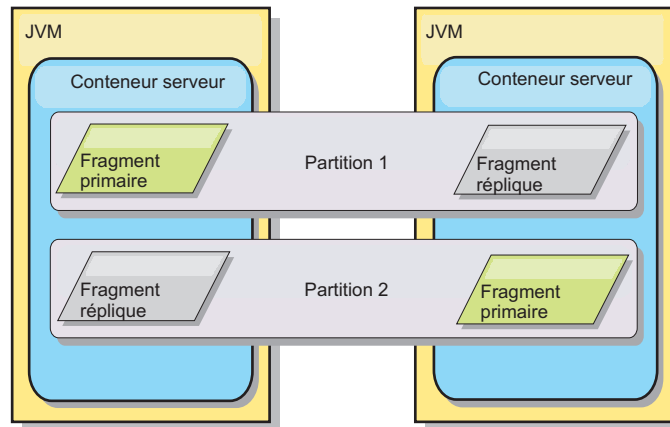 JVM
JVM
Conteneur serveur
Conteneur serveur
Fragment
primaire
Partition 1
Fragment
réplique
Fragment
réplique
Partition 2
Fragment
primaire